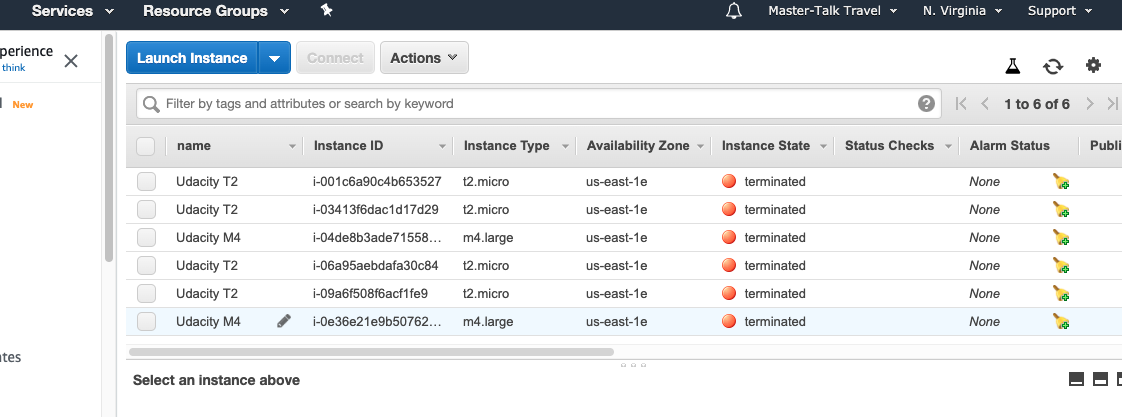 Services Resource Groups Master-Talk Travel N. Virginia Support
perience
think
New
ates
Launch Instance Connect Actions
Filter by tags and attributes or search by keyword ? 1 to 6 of 6
name Instance ID Instance Type Availability Zone Instance State Status Checks Alarm Status Publi
Udacity T2 i-001c6a90c4b653527 t2.micro us-east-1e terminated None
Udacity T2 i-03413f6dac1d17d29 t2.micro us-east-1e terminated None
Udacity M4 i-04de8b3ade71558... m4.large us-east-1e terminated None
Udacity T2 i-06a95aebdafa30c84 t2.micro us-east-1e terminated None
Udacity T2 i-09a6f508f6acf1fe9 t2.micro us-east-1e terminated None
Udacity M4 i-0e36e21e9b50762... m4.large us-east-1e terminated None
Select an instance above